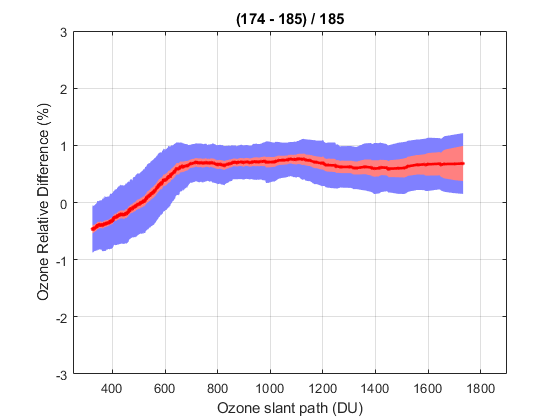 (174 - 185) / 185
Ozone Relative Difference (%)
3
2
1
0
-1
-2
-3
400 600 800 1000 1200 1400 1600 1800
Ozone slant path (DU)